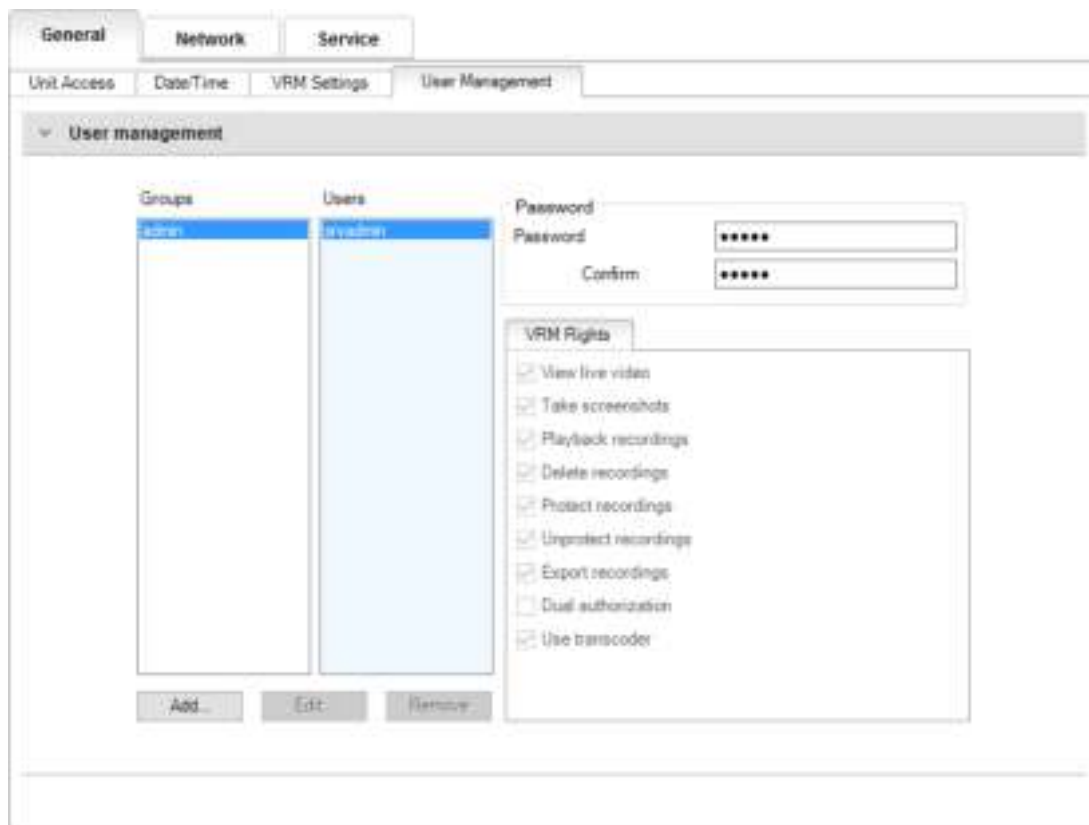 General Network Service
Unit Access Date/Time VRM Settings User Management
User management
Groups Users
admin srvadmin
Password
Password •••••
Confirm •••••
VRM Rights
View live video
Take screenshots
Playback recordings
Delete recordings
Protect recordings
Unprotect recordings
Export recordings
Dual authorization
Use transcoder
Add... Edit Remove